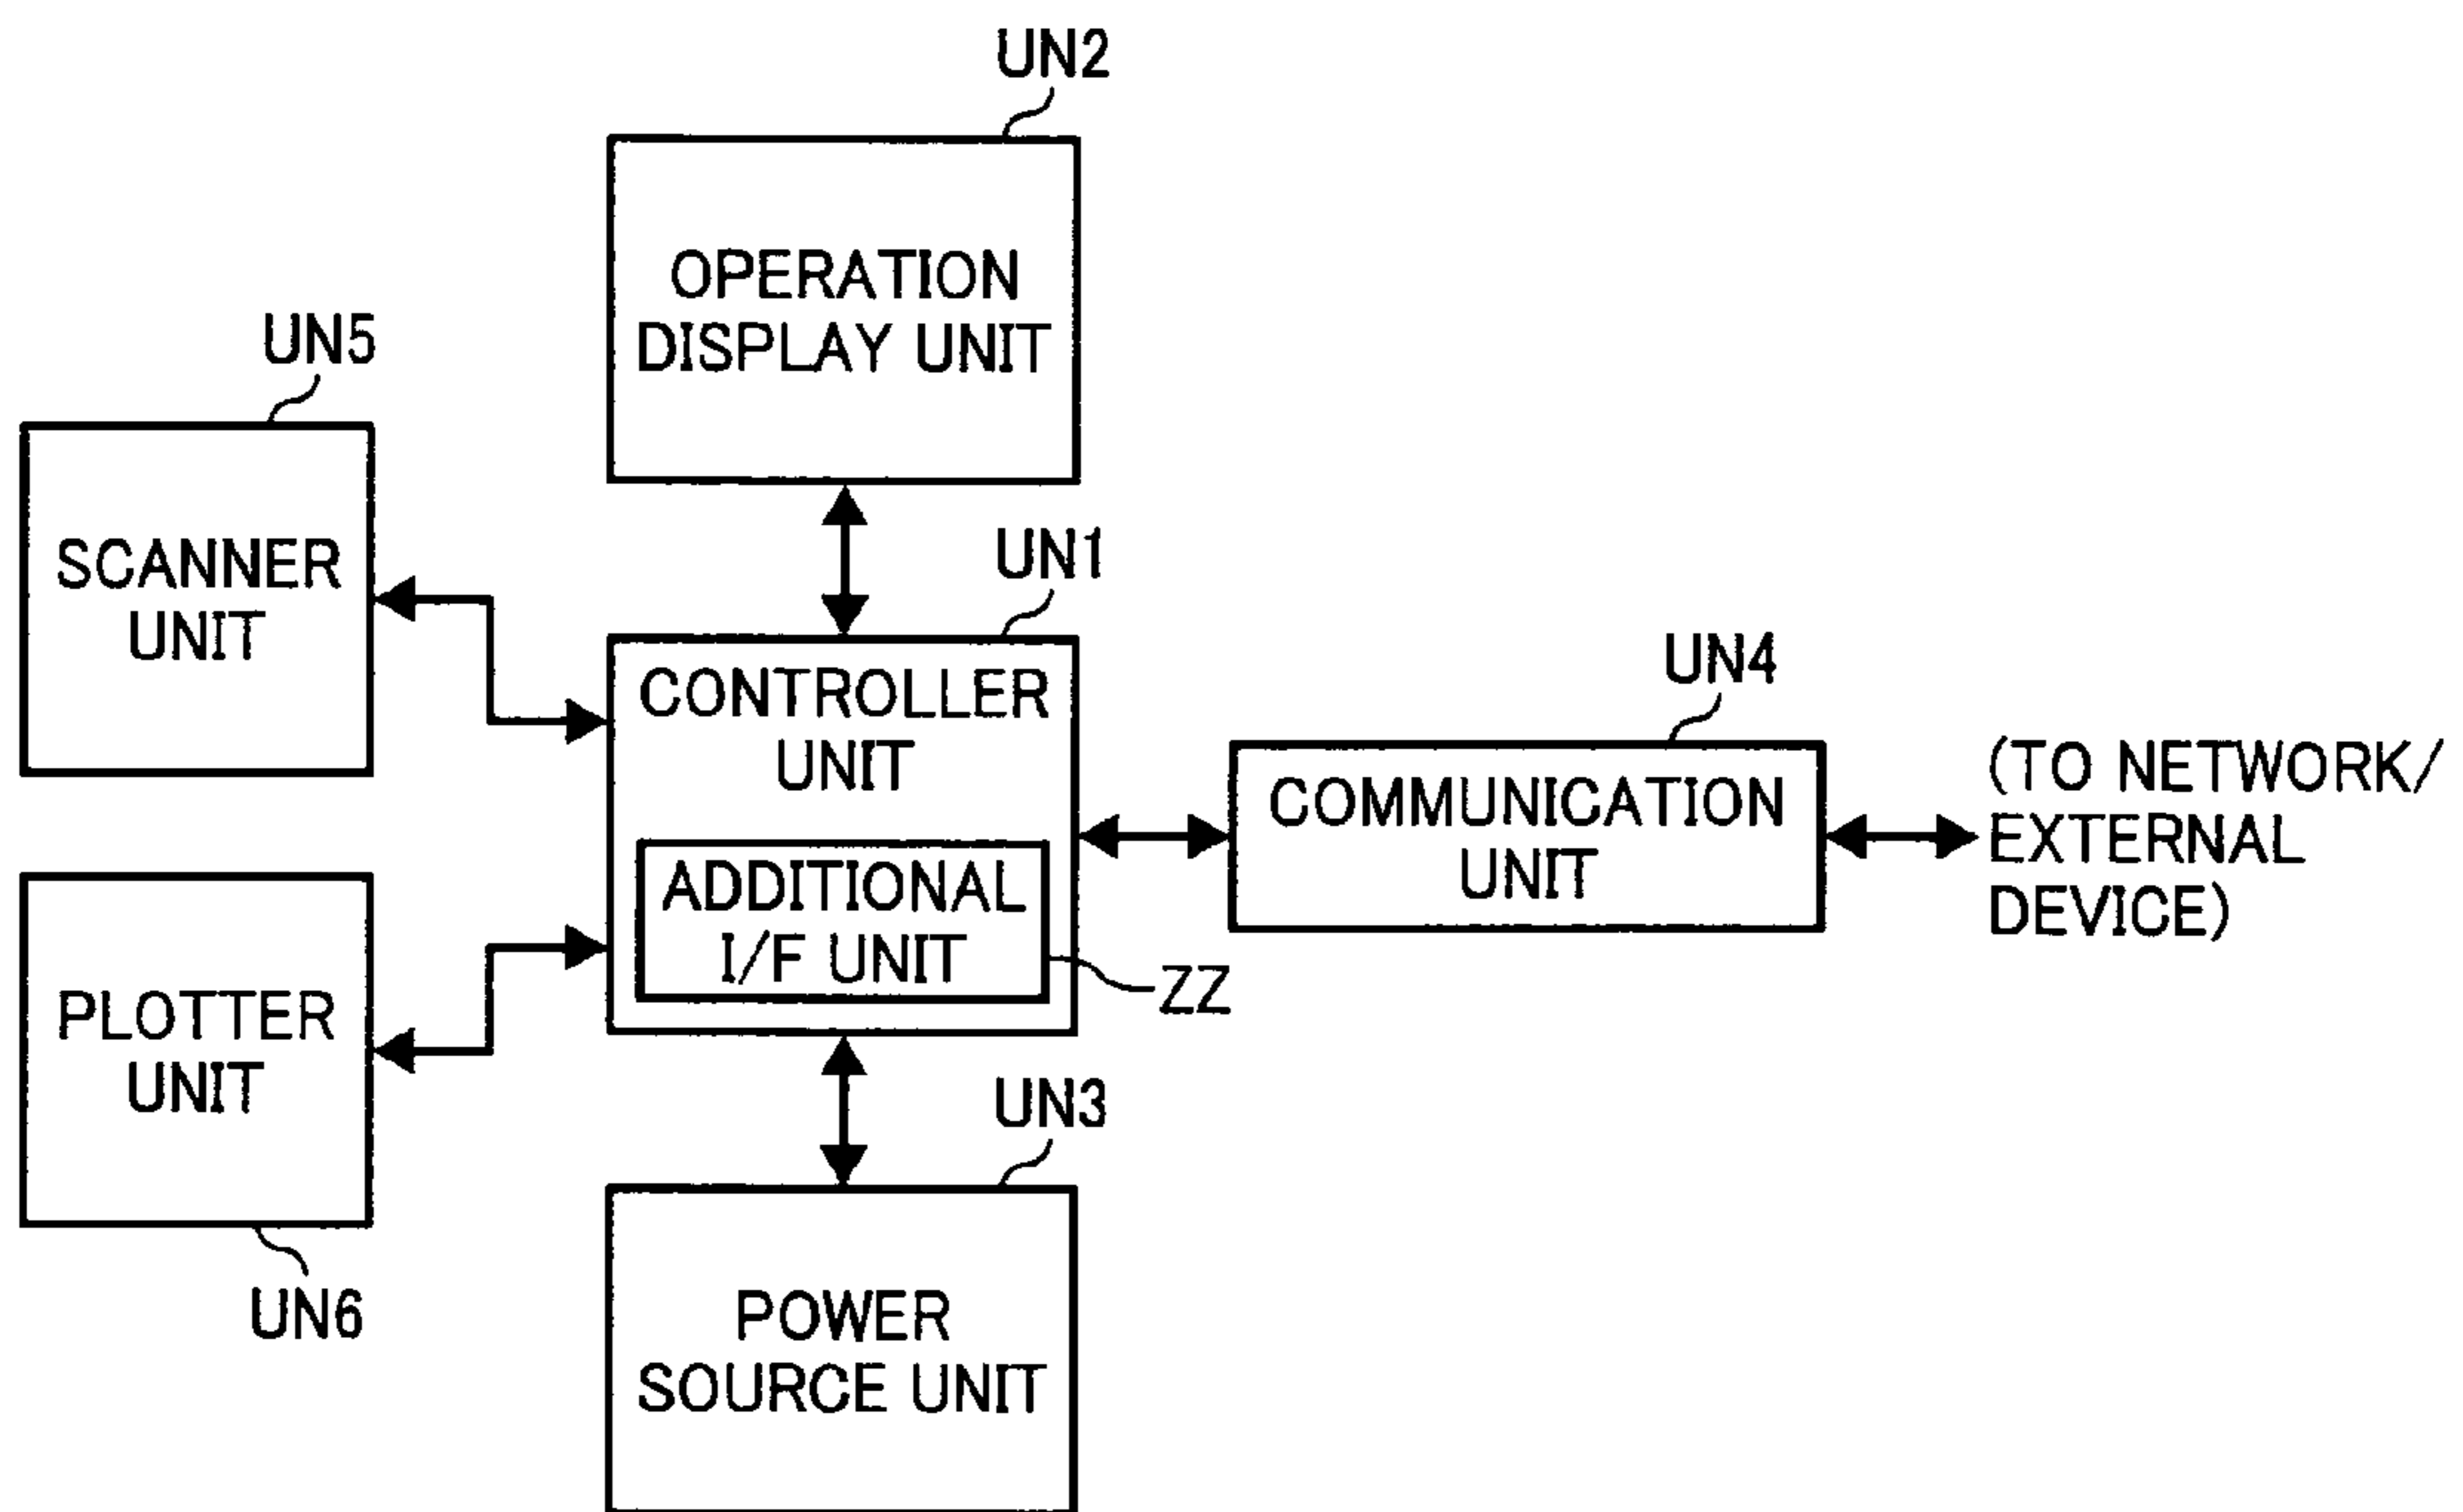 UN2
OPERATION
DISPLAY UNIT
UN5
SCANNER
UNIT
UN1
CONTROLLER
UNIT
ADDITIONAL
I/F UNIT
ZZ
UN4
COMMUNICATION
UNIT
(TO NETWORK/
EXTERNAL
DEVICE)
PLOTTER
UNIT
UN6
UN3
POWER
SOURCE UNIT